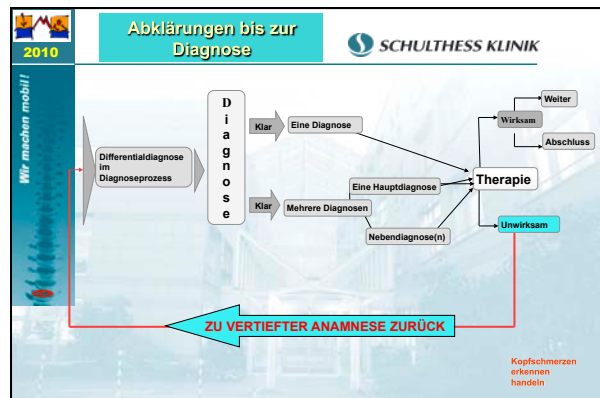 2010
Abklärungen bis zur
Diagnose
SCHULTHESS KLINIK
Wir machen mobil!
Differentialdiagnose
im
Diagnoseprozess
Diagnose
Klar
Eine Diagnose
Klar
Mehrere Diagnosen
Eine Hauptdiagnose
Nebendiagnose(n)
Therapie
Wirksam
Weiter
Abschluss
Unwirksam
ZU VERTIEFTER ANAMNESE ZURÜCK
Kopfschmerzen
erkennen
handeln